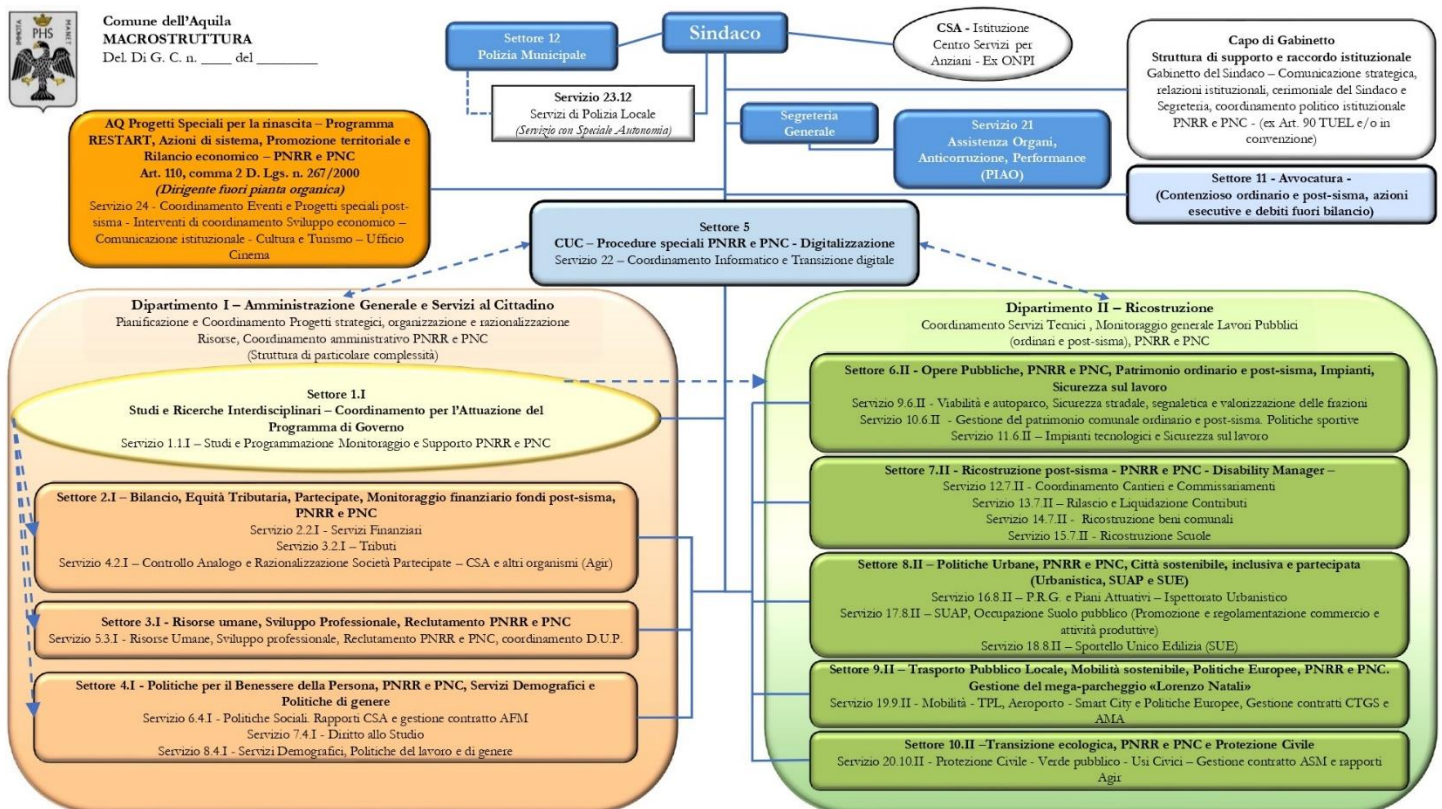 IMMOTA
PHS
MANET
Comune dell'Aquila
MACROSTRUTTURA
Del. Di G. C. n. ____ del _________
Settore 12
Polizia Municipale
Sindaco
CSA - Istituzione
Centro Servizi per
Anziani - Ex ONPI
Capo di Gabinetto
Struttura di supporto e raccordo istituzionale
Gabinetto del Sindaco – Comunicazione strategica,
relazioni istituzionali, cerimoniale del Sindaco e
Segreteria, coordinamento politico istituzionale
PNRR e PNC - (ex Art. 90 TUEL e/o in
convenzione)
Servizio 23.12
Servizi di Polizia Locale
(Servizio con Speciale Autonomia)
Segreteria
Generale
Servizio 21
Assistenza Organi,
Anticorruzione, Performance
(PIAO)
AQ Progetti Speciali per la rinascita – Programma
RESTART, Azioni di sistema, Promozione territoriale e
Rilancio economico – PNRR e PNC
Art. 110, comma 2 D. Lgs. n. 267/2000
(Dirigente fuori pianta organica)
Servizio 24 - Coordinamento Eventi e Progetti speciali post-
sisma - Interventi di coordinamento Sviluppo economico –
Comunicazione istituzionale - Cultura e Turismo – Ufficio
Cinema
Settore 11 - Avvocatura -
(Contenzioso ordinario e post-sisma, azioni
esecutive e debiti fuori bilancio)
Settore 5
CUC – Procedure speciali PNRR e PNC - Digitalizzazione
Servizio 22 – Coordinamento Informatico e Transizione digitale
Dipartimento I – Amministrazione Generale e Servizi al Cittadino
Pianificazione e Coordinamento Progetti strategici, organizzazione e razionalizzazione
Risorse, Coordinamento amministrativo PNRR e PNC
(Struttura di particolare complessità)
Settore 1.I
Studi e Ricerche Interdisciplinari – Coordinamento per l'Attuazione del
Programma di Governo
Servizio 1.1.I – Studi e Programmazione Monitoraggio e Supporto PNRR e PNC
Settore 2.I – Bilancio, Equità Tributaria, Partecipate, Monitoraggio finanziario fondi post-sisma,
PNRR e PNC
Servizio 2.2.I - Servizi Finanziari
Servizio 3.2.I – Tributi
Servizio 4.2.I – Controllo Analogo e Razionalizzazione Società Partecipate – CSA e altri organismi (Agir)
Settore 3.I - Risorse umane, Sviluppo Professionale, Reclutamento PNRR e PNC
Servizio 5.3.I - Risorse Umane, Sviluppo professionale, Reclutamento PNRR e PNC, coordinamento D.U.P.
Settore 4.I - Politiche per il Benessere della Persona, PNRR e PNC, Servizi Demografici e
Politiche di genere
Servizio 6.4.I - Politiche Sociali. Rapporti CSA e gestione contratto AFM
Servizio 7.4.I - Diritto allo Studio
Servizio 8.4.I - Servizi Demografici, Politiche del lavoro e di genere
Dipartimento II – Ricostruzione
Coordinamento Servizi Tecnici , Monitoraggio generale Lavori Pubblici
(ordinari e post-sisma), PNRR e PNC
Settore 6.II - Opere Pubbliche, PNRR e PNC, Patrimonio ordinario e post-sisma, Impianti,
Sicurezza sul lavoro
Servizio 9.6.II - Viabilità e autoparco, Sicurezza stradale, segnaletica e valorizzazione delle frazioni
Servizio 10.6.II - Gestione del patrimonio comunale ordinario e post-sisma. Politiche sportive
Servizio 11.6.II – Impianti tecnologici e Sicurezza sul lavoro
Settore 7.II - Ricostruzione post-sisma - PNRR e PNC - Disability Manager –
Servizio 12.7.II - Coordinamento Cantieri e Commissariamenti
Servizio 13.7.II – Rilascio e Liquidazione Contributi
Servizio 14.7.II - Ricostruzione beni comunali
Servizio 15.7.II - Ricostruzione Scuole
Settore 8.II – Politiche Urbane, PNRR e PNC, Città sostenibile, inclusiva e partecipata
(Urbanistica, SUAP e SUE)
Servizio 16.8.II – P.R.G. e Piani Attuativi – Ispettorato Urbanistico
Servizio 17.8.II – SUAP, Occupazione Suolo pubblico (Promozione e regolamentazione commercio e
attività produttive)
Servizio 18.8.II – Sportello Unico Edilizia (SUE)
Settore 9.II – Trasporto Pubblico Locale, Mobilità sostenibile, Politiche Europee, PNRR e PNC.
Gestione del mega-parcheggio «Lorenzo Natali»
Servizio 19.9.II - Mobilità - TPL, Aeroporto - Smart City e Politiche Europee, Gestione contratti CTGS e
AMA
Settore 10.II –Transizione ecologica, PNRR e PNC e Protezione Civile
Servizio 20.10.II - Protezione Civile - Verde pubblico - Usi Civici – Gestione contratto ASM e rapporti
Agir